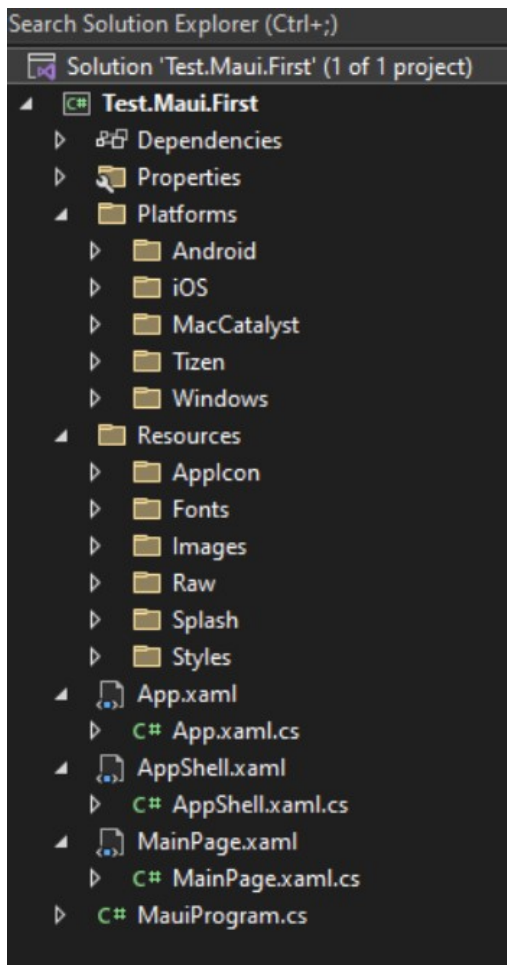 Search Solution Explorer (Ctrl+;)
Solution 'Test.Maui.First' (1 of 1 project)
C# Test.Maui.First
Dependencies
Properties
Platforms
Android
iOS
MacCatalyst
Tizen
Windows
Resources
AppIcon
Fonts
Images
Raw
Splash
Styles
App.xaml
C# App.xaml.cs
AppShell.xaml
C# AppShell.xaml.cs
MainPage.xaml
C# MainPage.xaml.cs
C# MauiProgram.cs